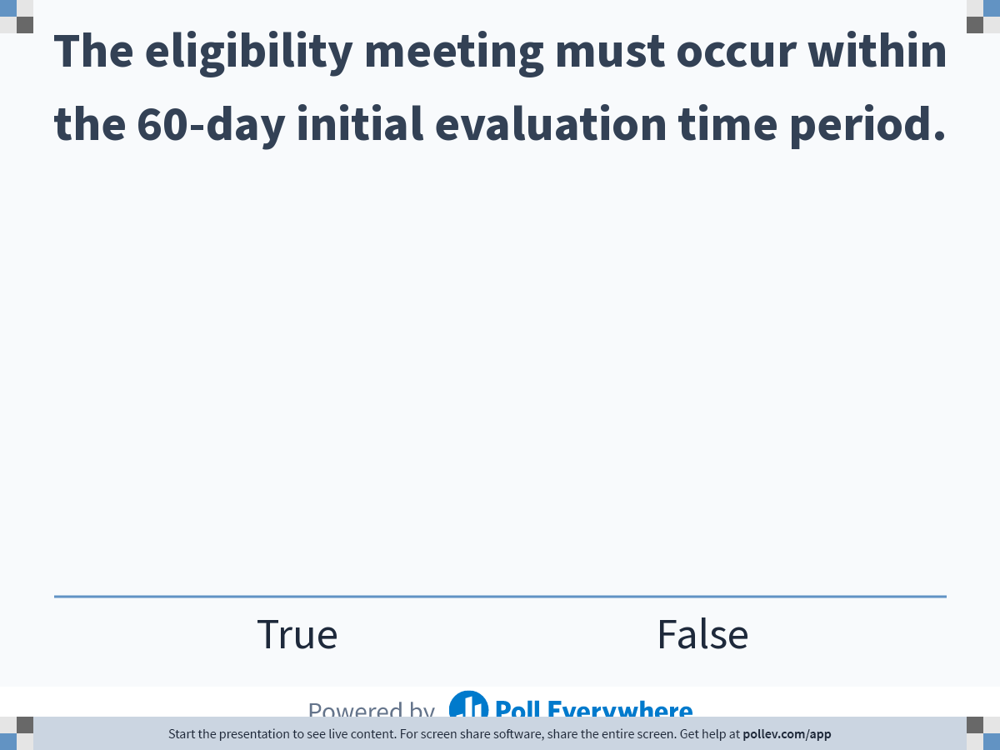 The eligibility meeting must occur within
the 60-day initial evaluation time period.
True
False
Powered by Poll Everywhere
Start the presentation to see live content. For screen share software, share the entire screen. Get help at pollev.com/app